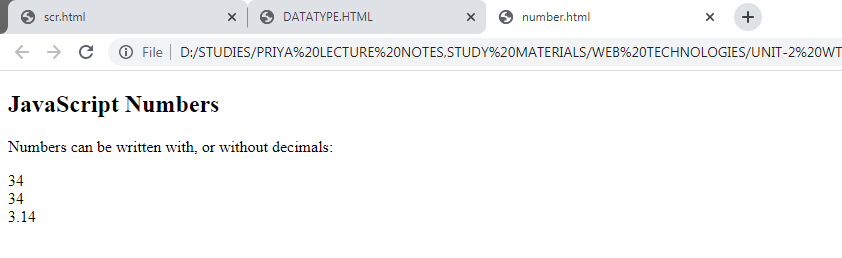 scr.html
DATATYPE.HTML
number.html
File D:/STUDIES/PRIYA%20LECTURE%20NOTES,STUDY%20MATERIALS/WEB%20TECHNOLOGIES/UNIT-2%20WT
JavaScript Numbers
Numbers can be written with, or without decimals:
34
34
3.14